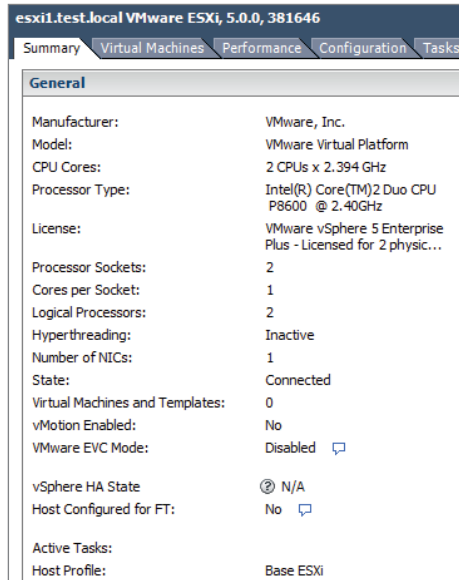 esxi1.test.local VMware ESXi, 5.0.0, 381646
Summary Virtual Machines Performance Configuration Tasks
General
Manufacturer: VMware, Inc.
Model: VMware Virtual Platform
CPU Cores: 2 CPUs x 2.394 GHz
Processor Type: Intel(R) Core(TM)2 Duo CPU
P8600 @ 2.40GHz
License: VMware vSphere 5 Enterprise
Plus - Licensed for 2 physic...
Processor Sockets: 2
Cores per Socket: 1
Logical Processors: 2
Hyperthreading: Inactive
Number of NICs: 1
State: Connected
Virtual Machines and Templates: 0
vMotion Enabled: No
VMware EVC Mode: Disabled
vSphere HA State ? N/A
Host Configured for FT: No
Active Tasks:
Host Profile: Base ESXi